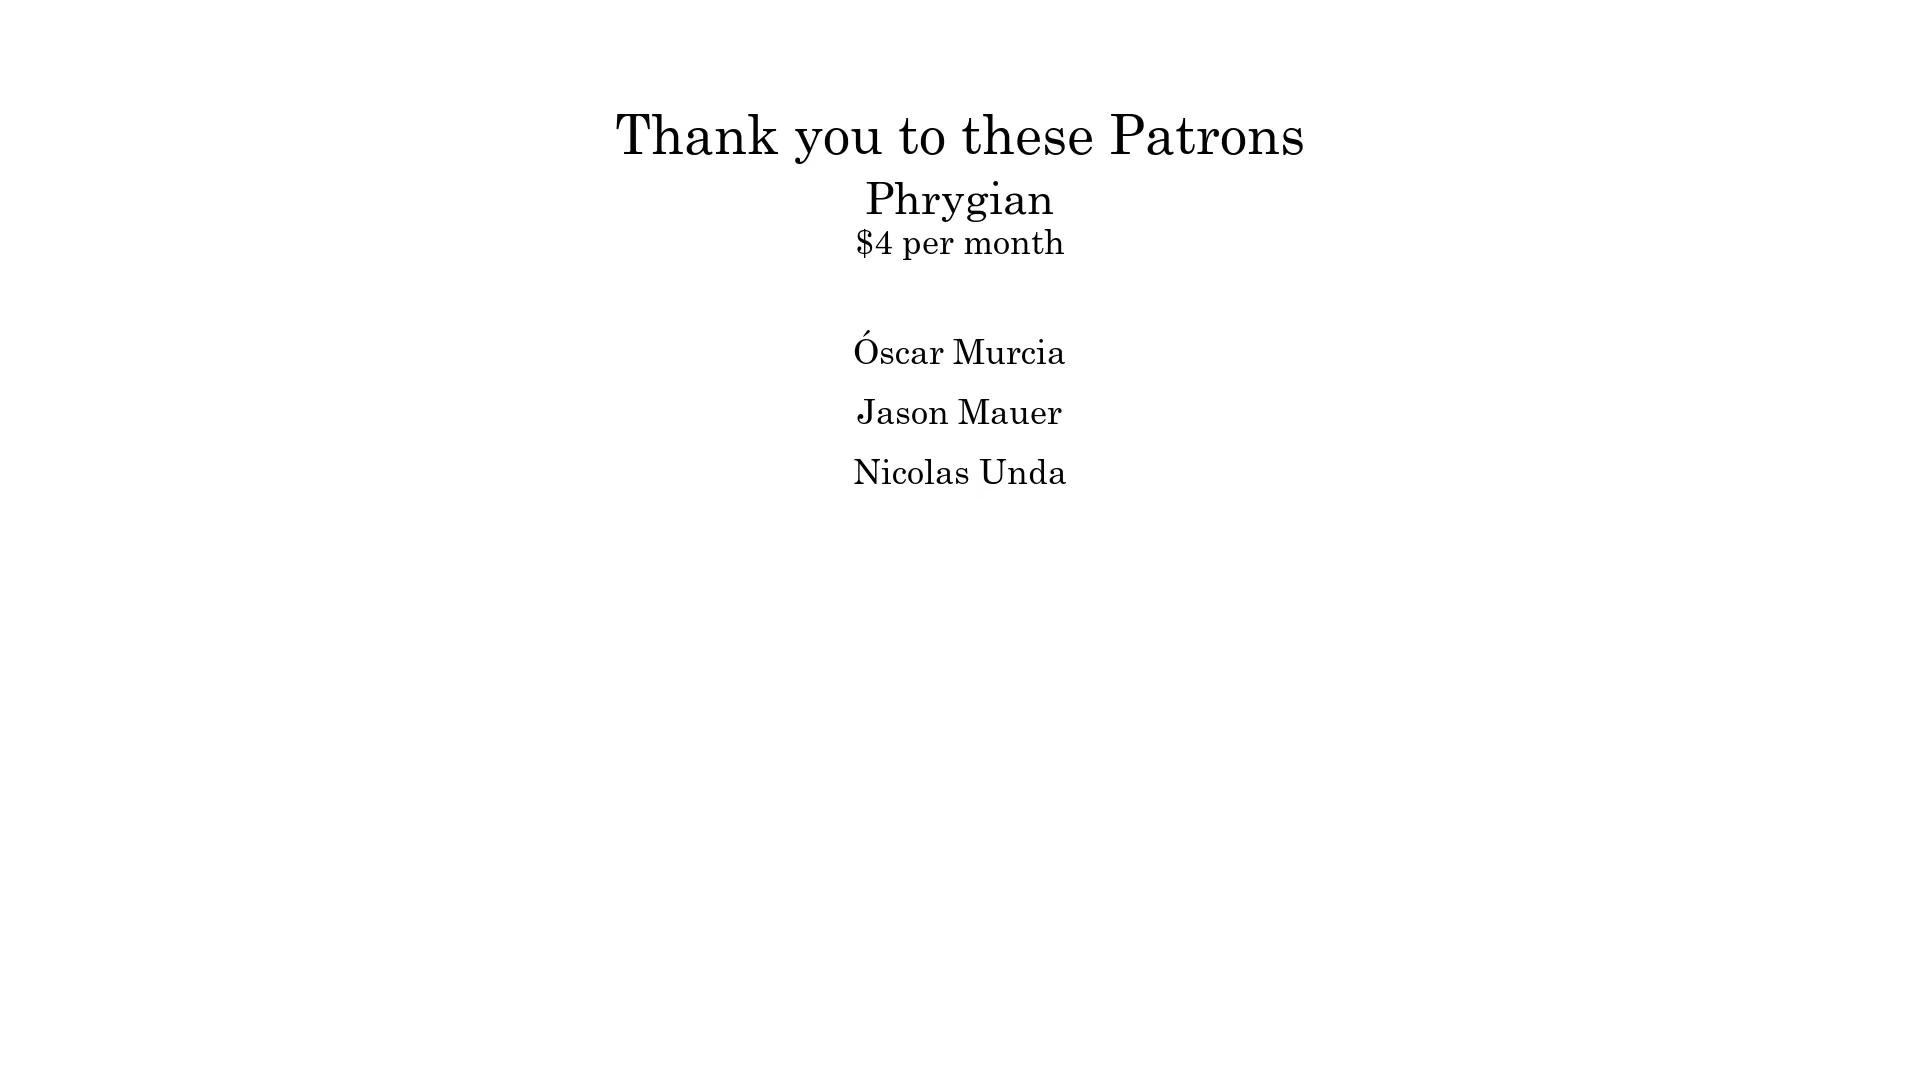 Thank you to these Patrons
Phrygian
$4 per month
Óscar Murcia
Jason Mauer
Nicolas Unda